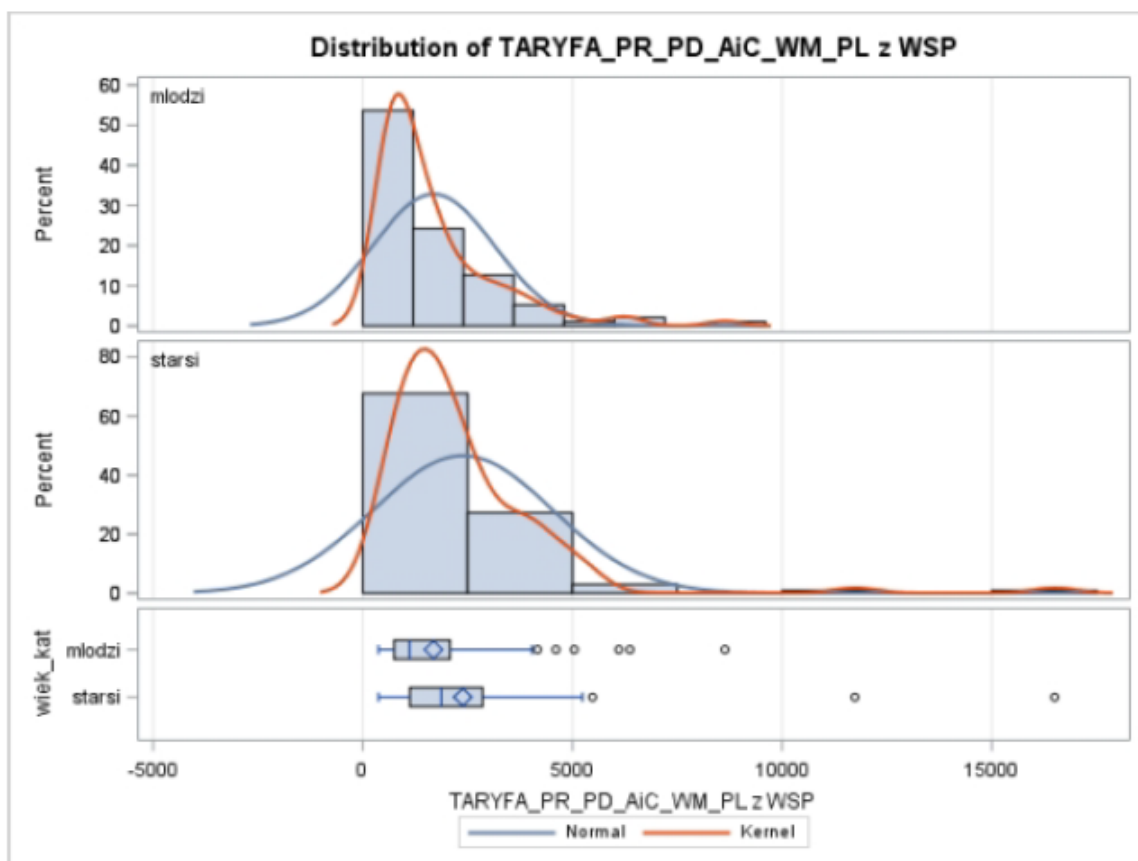 Distribution of TARYFA_PR_PD_AiC_WM_PL z WSP
60
mlodzi
50
40
30
20
10
0
Percent
80
starsi
60
40
20
0
Percent
wiek_kat
mlodzi
starsi
-5000 0 5000 10000 15000
TARYFA_PR_PD_AiC_WM_PL z WSP
Normal Kernel